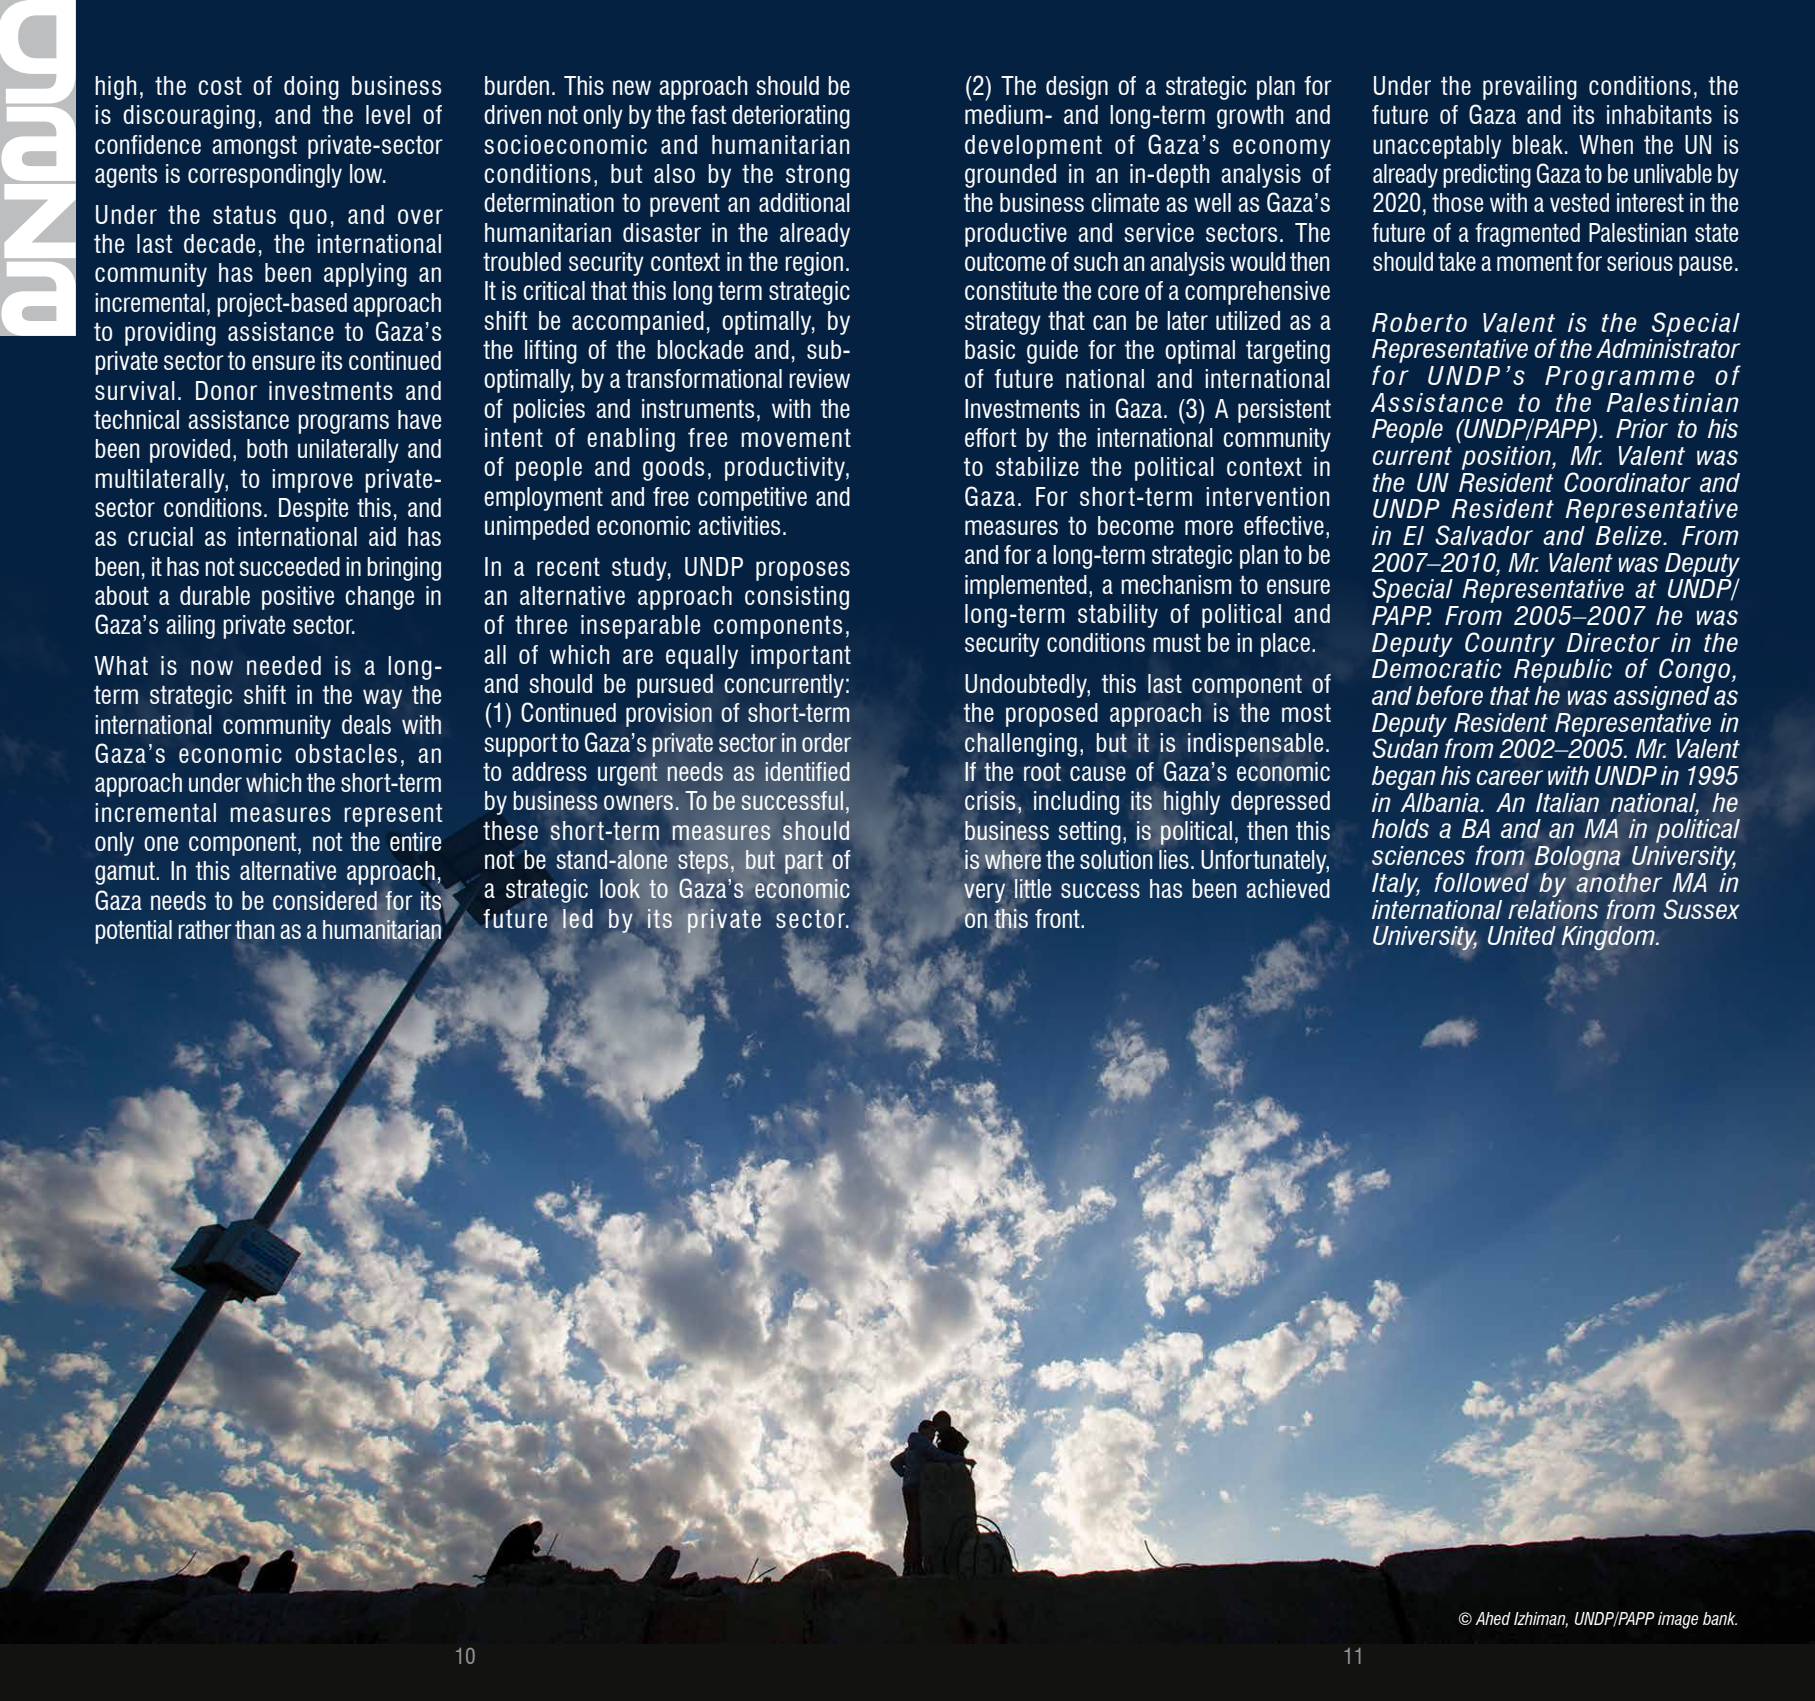 high, the cost of doing business
is discouraging, and the level of
confidence amongst private-sector
agents is correspondingly low.
Under the status quo, and over
the last decade, the international
community has been applying an
incremental, project-based approach
to providing assistance to Gaza's
private sector to ensure its continued
survival. Donor investments and
technical assistance programs have
been provided, both unilaterally and
multilaterally, to improve private-
sector conditions. Despite this, and
as crucial as international aid has
been, it has not succeeded in bringing
about a durable positive change in
Gaza's ailing private sector.
What is now needed is a long-
term strategic shift in the way the
international community deals with
Gaza's economic obstacles, an
approach under which the short-term
incremental measures represent
only one component, not the entire
gamut. In this alternative approach,
Gaza needs to be considered for its
potential rather than as a humanitarian
burden. This new approach should be
driven not only by the fast deteriorating
socioeconomic and humanitarian
conditions, but also by the strong
determination to prevent an additional
humanitarian disaster in the already
troubled security context in the region.
It is critical that this long term strategic
shift be accompanied, optimally, by
the lifting of the blockade and, sub-
optimally, by a transformational review
of policies and instruments, with the
intent of enabling free movement
of people and goods, productivity,
employment and free competitive and
unimpeded economic activities.
In a recent study, UNDP proposes
an alternative approach consisting
of three inseparable components,
all of which are equally important
and should be pursued concurrently:
(1) Continued provision of short-term
support to Gaza's private sector in order
to address urgent needs as identified
by business owners. To be successful,
these short-term measures should
not be stand-alone steps, but part of
a strategic look to Gaza's economic
future led by its private sector.
(2) The design of a strategic plan for
medium- and long-term growth and
development of Gaza's economy
grounded in an in-depth analysis of
the business climate as well as Gaza's
productive and service sectors. The
outcome of such an analysis would then
constitute the core of a comprehensive
strategy that can be later utilized as a
basic guide for the optimal targeting
of future national and international
Investments in Gaza. (3) A persistent
effort by the international community
to stabilize the political context in
Gaza. For short-term intervention
measures to become more effective,
and for a long-term strategic plan to be
implemented, a mechanism to ensure
long-term stability of political and
security conditions must be in place.
Undoubtedly, this last component of
the proposed approach is the most
challenging, but it is indispensable.
If the root cause of Gaza's economic
crisis, including its highly depressed
business setting, is political, then this
is where the solution lies. Unfortunately,
very little success has been achieved
on this front.
Under the prevailing conditions, the
future of Gaza and its inhabitants is
unacceptably bleak. When the UN is
already predicting Gaza to be unlivable by
2020, those with a vested interest in the
future of a fragmented Palestinian state
should take a moment for serious pause.
Roberto Valent is the Special
Representative of the Administrator
for UNDP's Programme of
Assistance to the Palestinian
People (UNDP/PAPP). Prior to his
current position, Mr. Valent was
the UN Resident Coordinator and
UNDP Resident Representative
in El Salvador and Belize. From
2007–2010, Mr. Valent was Deputy
Special Representative at UNDP/
PAPP. From 2005–2007 he was
Deputy Country Director in the
Democratic Republic of Congo,
and before that he was assigned as
Deputy Resident Representative in
Sudan from 2002–2005. Mr. Valent
began his career with UNDP in 1995
in Albania. An Italian national, he
holds a BA and an MA in political
sciences from Bologna University,
Italy, followed by another MA in
international relations from Sussex
University, United Kingdom.
© Ahed Izhiman, UNDP/PAPP image bank.
10
11